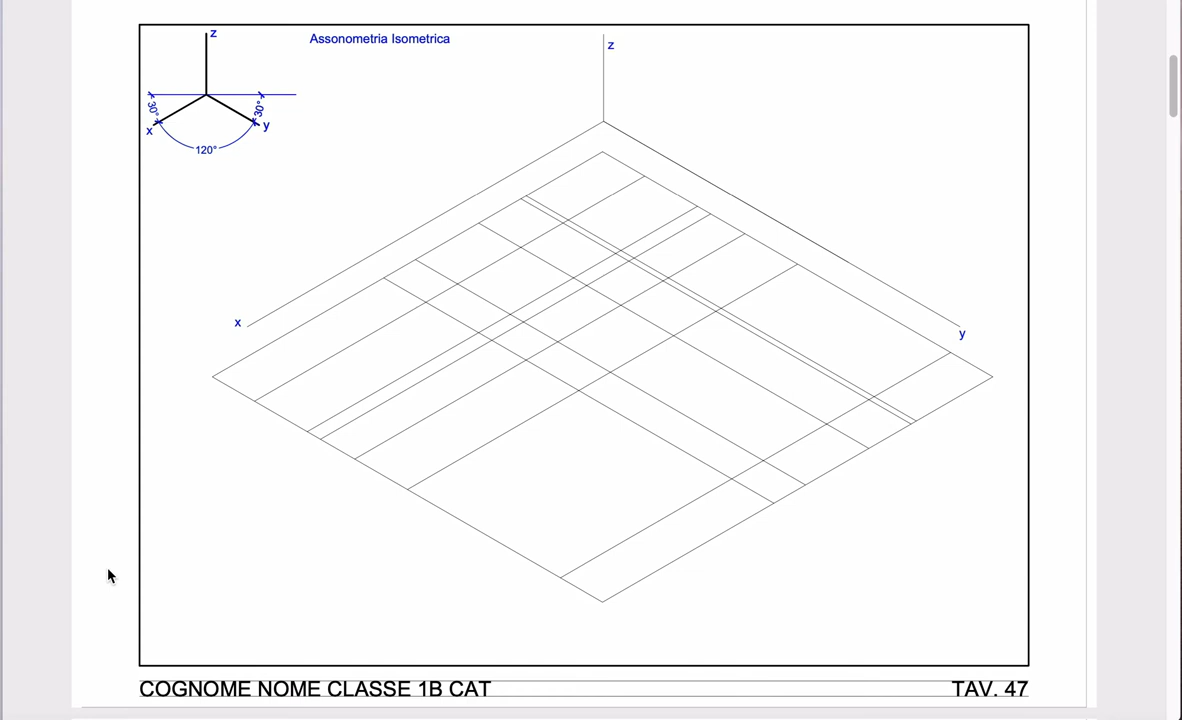 z
Assonometria Isometrica
z
30°
30°
x
y
120°
x
y
COGNOME NOME CLASSE 1B CAT
TAV. 47